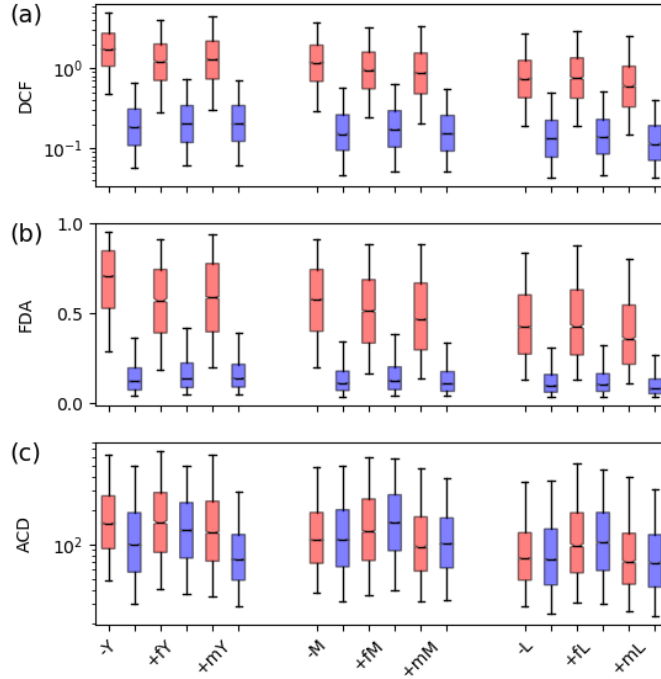 (a)
DCF
10^0
10^-1
(b)
FDA
1.0
0.5
0.0
(c)
ACD
10^2
-Y
+fY
+mY
-M
+fM
+mM
-L
+fL
+mL